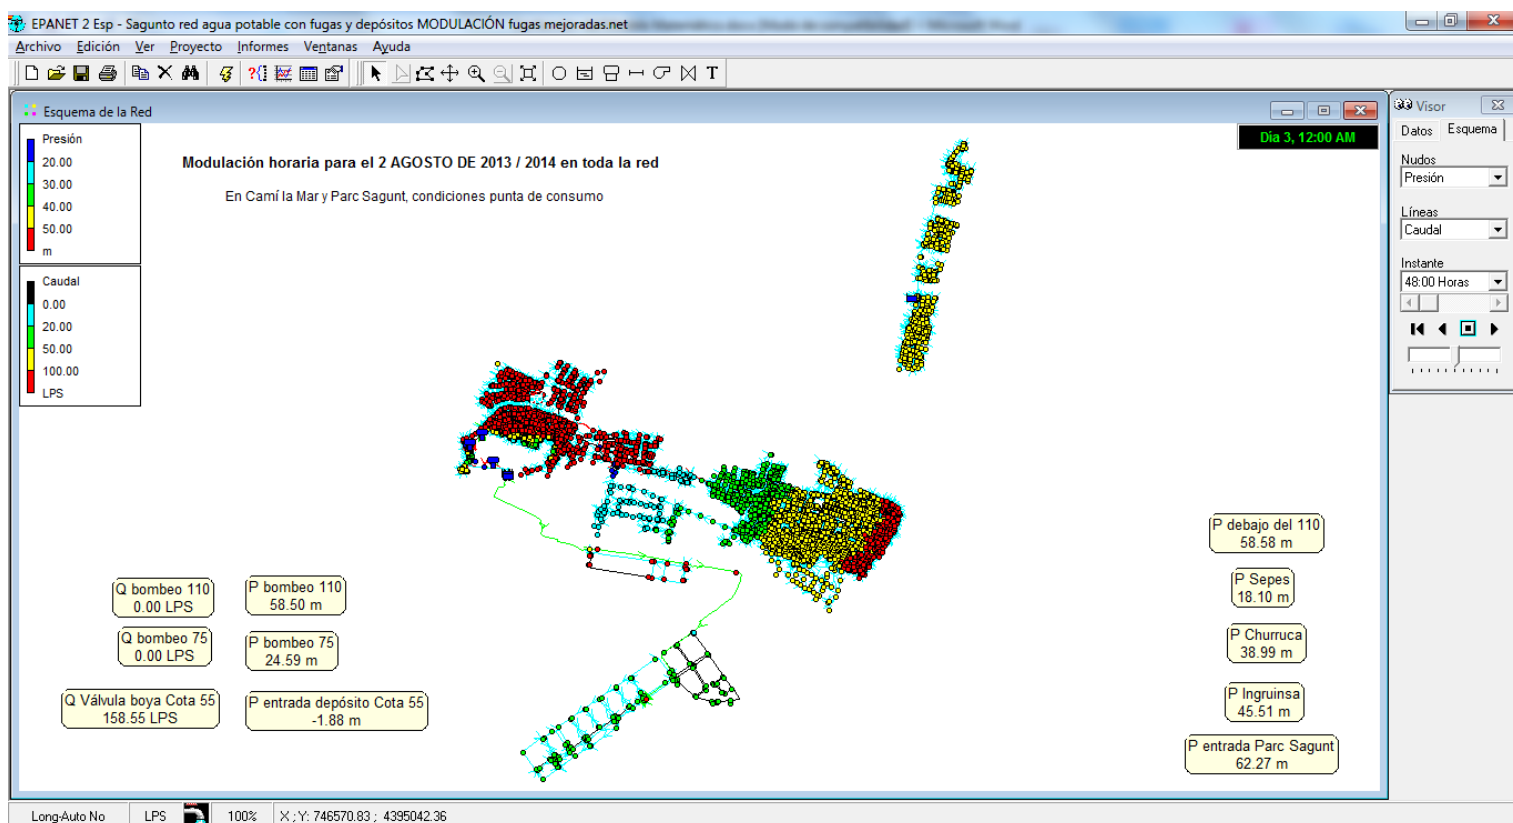 EPANET 2 Esp - Sagunto red agua potable con fugas y depósitos MODULACIÓN fugas mejoradas.net
Archivo Edición Ver Proyecto Informes Ventanas Ayuda
T
Esquema de la Red
Presión
20.00
30.00
40.00
50.00
m
Caudal
0.00
20.00
50.00
100.00
LPS
Modulación horaria para el 2 AGOSTO DE 2013 / 2014 en toda la red
En Camí la Mar y Parc Sagunt, condiciones punta de consumo
Día 3, 12:00 AM
Q bombeo 110
0.00 LPS
P bombeo 110
58.50 m
Q bombeo 75
0.00 LPS
P bombeo 75
24.59 m
Q Válvula boya Cota 55
158.55 LPS
P entrada depósito Cota 55
-1.88 m
P debajo del 110
58.58 m
P Sepes
18.10 m
P Churruca
38.99 m
P Ingruinsa
45.51 m
P entrada Parc Sagunt
62.27 m
Visor
Datos Esquema
Nudos
Presión
Líneas
Caudal
Instante
48:00 Horas
Long-Auto No LPS 100% X ; Y: 746570.83 ; 4395042.36